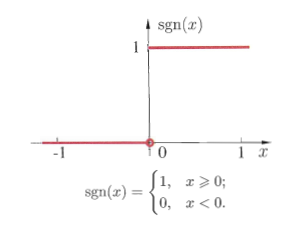 sgn(x)
1
-1 0 1 x
sgn(x) = { 1, x ⩾ 0;
0, x < 0.